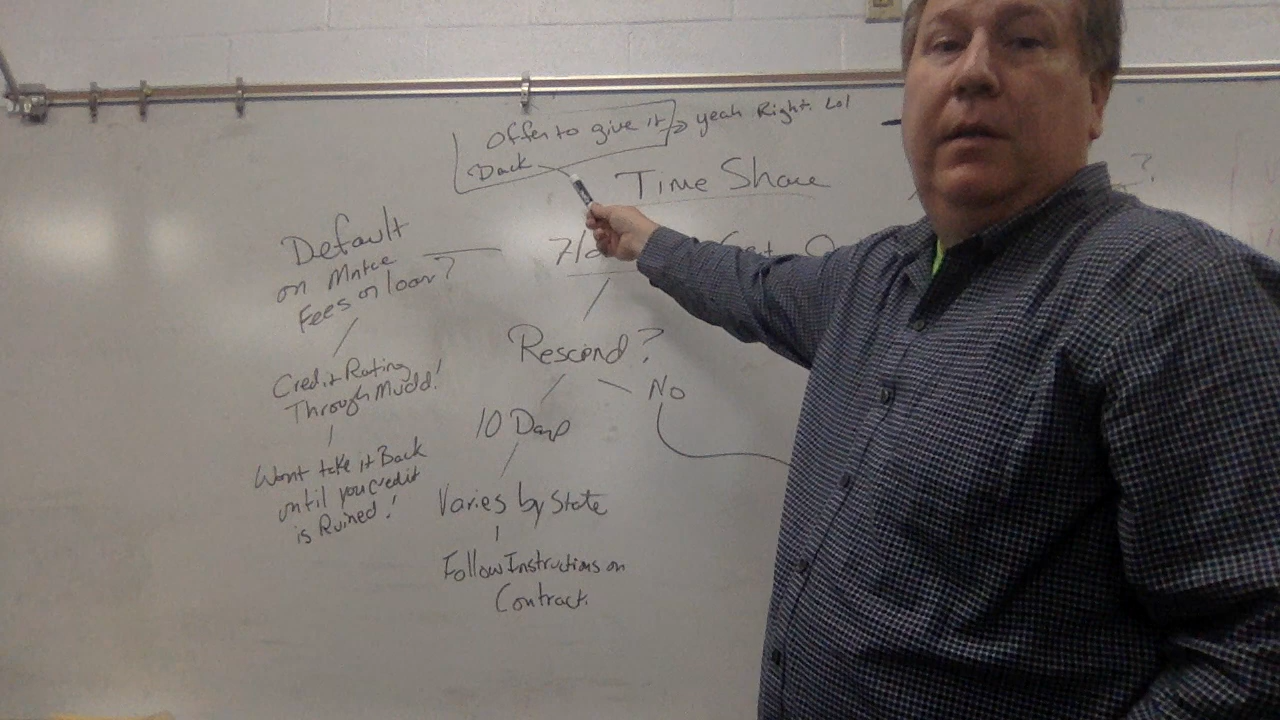 Offer to give it → yeah Right. Lol
Back
Time Share
Default
on Mntce
Fees or loan?
Credit Rating
Through Mudd!
Wont take it Back
until you credit
is Ruined!
Rescend?
No
10 Days
Varies by State
Follow Instructions on
Contract.